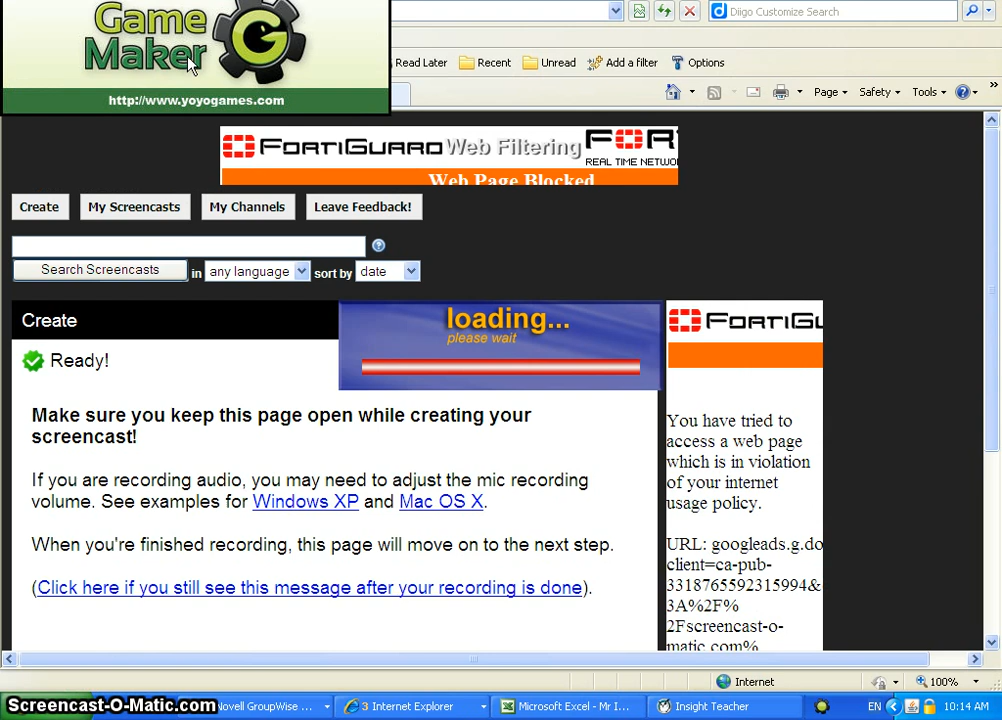 Game
Maker
G
http://www.yoyogames.com
Diigo Customize Search
Read Later Recent Unread Add a filter Options
Page Safety Tools »
FORTIGUARD Web Filtering
REAL TIME NETWO
Web Page Blocked
Create My Screencasts My Channels Leave Feedback!
Search Screencasts in any language sort by date
Create
loading...
please wait
Ready!
Make sure you keep this page open while creating your
screencast!
If you are recording audio, you may need to adjust the mic recording
volume. See examples for Windows XP and Mac OS X.
When you're finished recording, this page will move on to the next step.
(Click here if you still see this message after your recording is done).
FORTIGU
You have tried to
access a web page
which is in violation
of your internet
usage policy.
URL: googleads.g.do
client=ca-pub-
3318765592315994&
3A%2F%
2Fscreencast-o-
matic.com%
Internet 100%
Screencast-O-Matic.com
Novell GroupWise ... 3 Internet Explorer Microsoft Excel - Mr I... Insight Teacher EN 10:14 AM